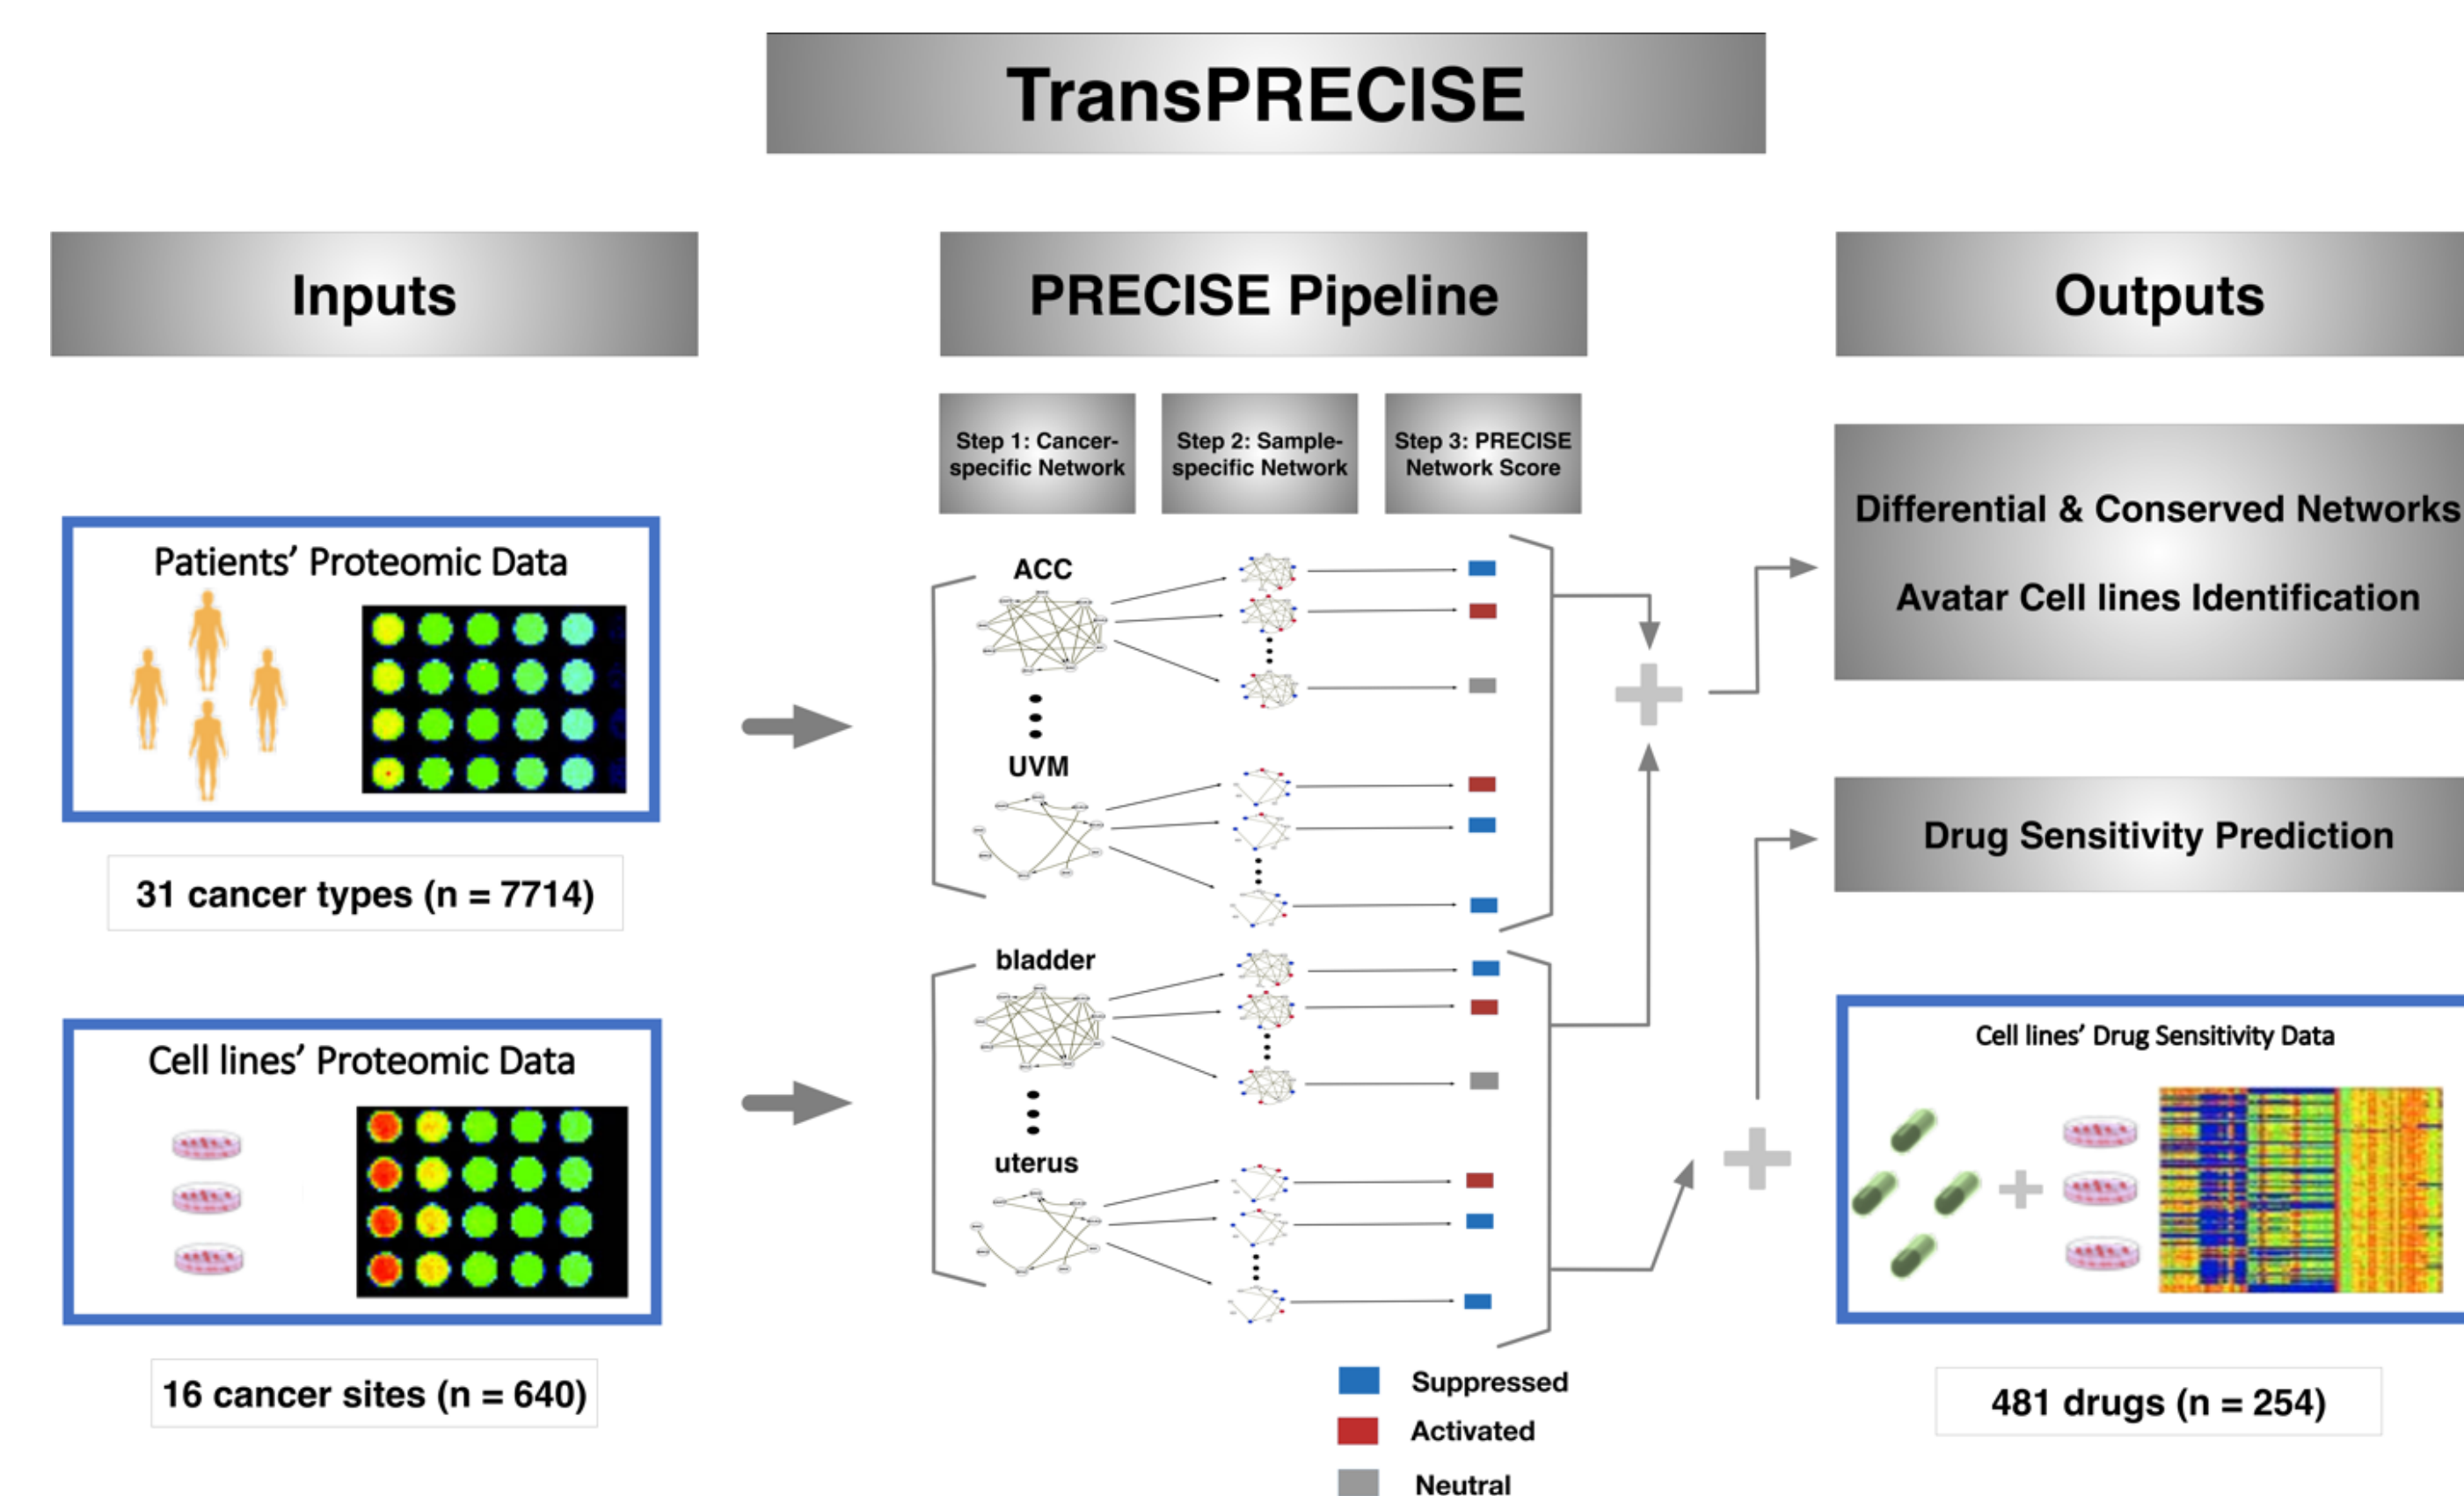 TransPRECISE
Inputs
PRECISE Pipeline
Outputs
Step 1: Cancer-
specific Network
Step 2: Sample-
specific Network
Step 3: PRECISE
Network Score
Patients’ Proteomic Data
31 cancer types (n = 7714)
Cell lines’ Proteomic Data
16 cancer sites (n = 640)
ACC
UVM
bladder
uterus
Suppressed
Activated
Neutral
Differential & Conserved Networks
Avatar Cell lines Identification
Drug Sensitivity Prediction
Cell lines’ Drug Sensitivity Data
481 drugs (n = 254)